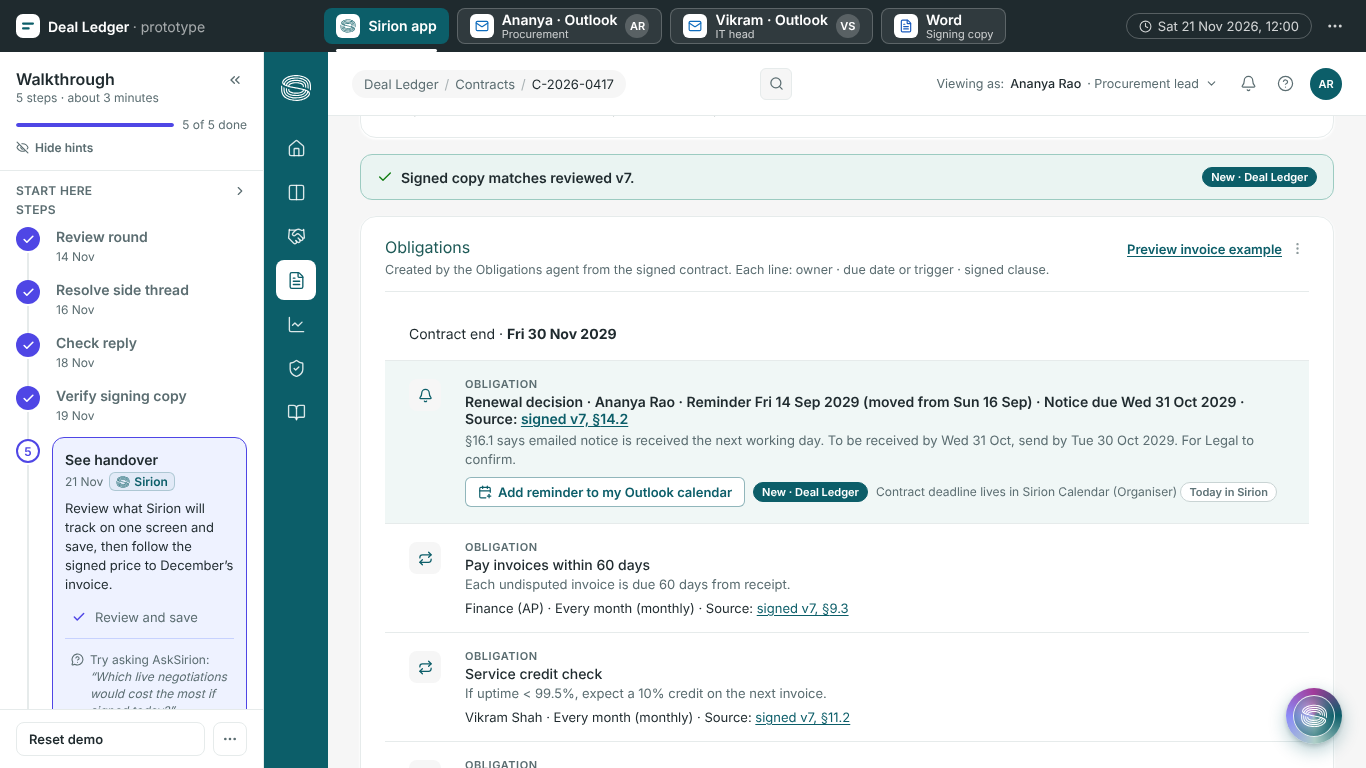 Deal Ledger · prototype
Sirion app
Ananya · Outlook
Procurement
AR
Vikram · Outlook
IT head
VS
Word
Signing copy
Sat 21 Nov 2026, 12:00
Walkthrough
5 steps · about 3 minutes
5 of 5 done
Hide hints
START HERE
STEPS
Review round
14 Nov
Resolve side thread
16 Nov
Check reply
18 Nov
Verify signing copy
19 Nov
5
See handover
21 Nov
Sirion
Review what Sirion will
track on one screen and
save, then follow the
signed price to December’s
invoice.
Review and save
Try asking AskSirion:
“Which live negotiations
would cost the most if
signed today?”
Reset demo
Deal Ledger / Contracts / C-2026-0417
Viewing as: Ananya Rao · Procurement lead
AR
Signed copy matches reviewed v7.
New · Deal Ledger
Obligations
Preview invoice example
Created by the Obligations agent from the signed contract. Each line: owner · due date or trigger · signed clause.
Contract end · Fri 30 Nov 2029
OBLIGATION
Renewal decision · Ananya Rao · Reminder Fri 14 Sep 2029 (moved from Sun 16 Sep) · Notice due Wed 31 Oct 2029 ·
Source: signed v7, §14.2
§16.1 says emailed notice is received the next working day. To be received by Wed 31 Oct, send by Tue 30 Oct 2029. For Legal to
confirm.
Add reminder to my Outlook calendar
New · Deal Ledger
Contract deadline lives in Sirion Calendar (Organiser)
Today in Sirion
OBLIGATION
Pay invoices within 60 days
Each undisputed invoice is due 60 days from receipt.
Finance (AP) · Every month (monthly) · Source: signed v7, §9.3
OBLIGATION
Service credit check
If uptime < 99.5%, expect a 10% credit on the next invoice.
Vikram Shah · Every month (monthly) · Source: signed v7, §11.2
OBLIGATION